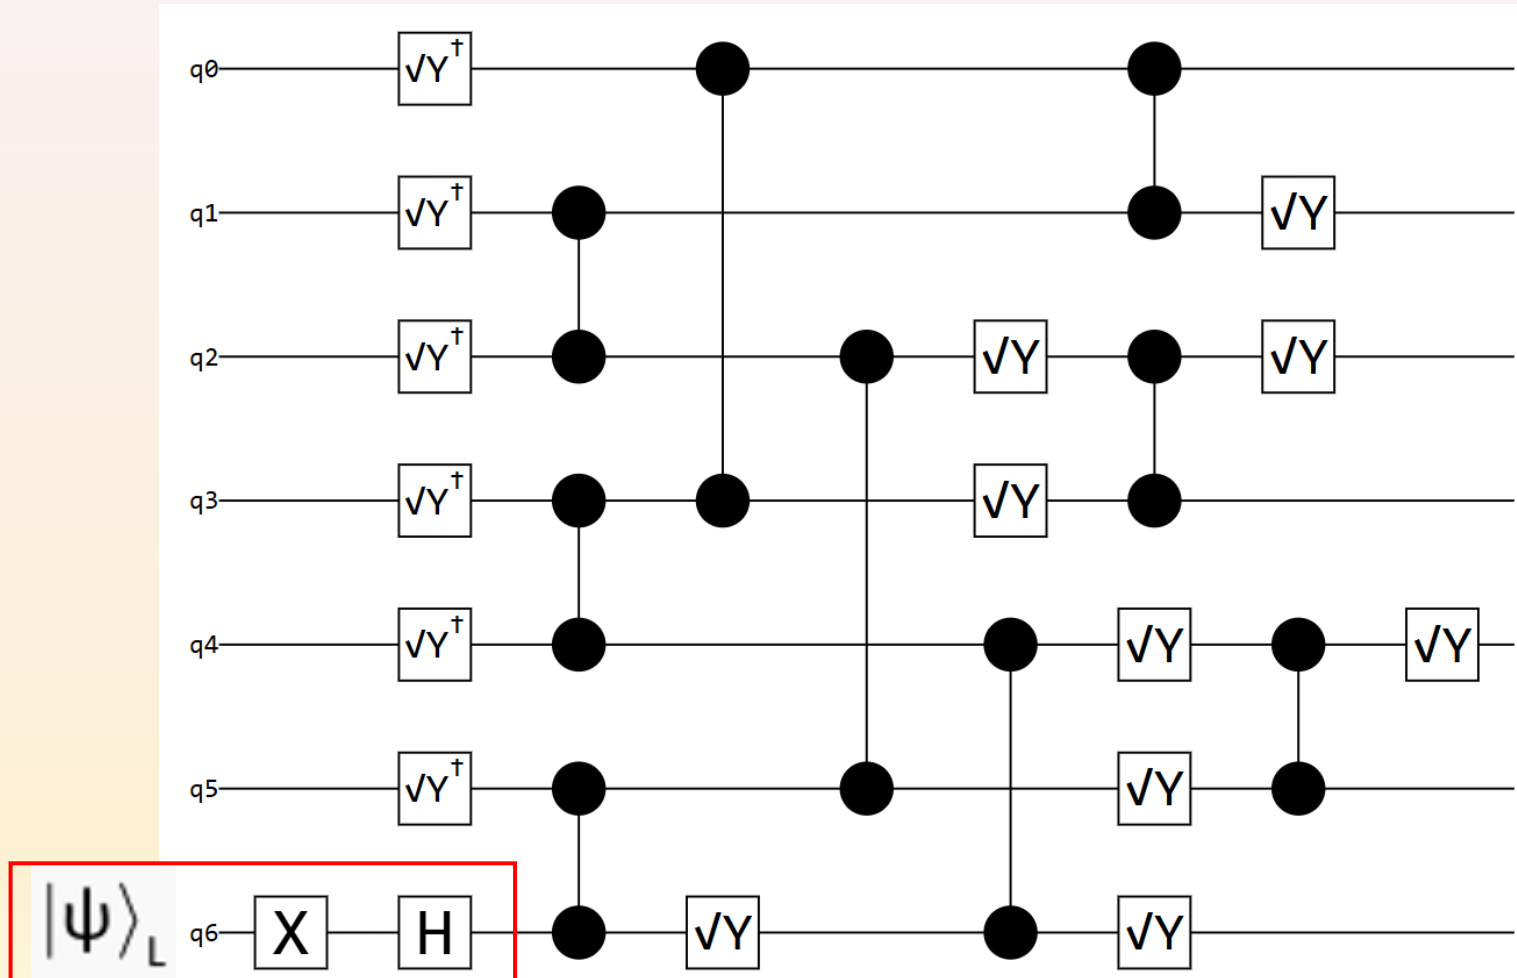 q0 √Y†
q1 √Y† √Y
q2 √Y† √Y √Y
q3 √Y† √Y
q4 √Y† √Y √Y
q5 √Y† √Y
|ψ⟩L q6 X H √Y √Y